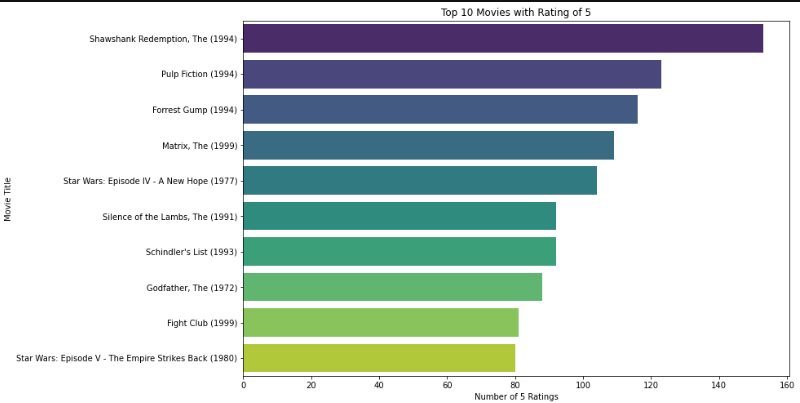 Top 10 Movies with Rating of 5
Shawshank Redemption, The (1994)
Pulp Fiction (1994)
Forrest Gump (1994)
Matrix, The (1999)
Star Wars: Episode IV - A New Hope (1977)
Silence of the Lambs, The (1991)
Schindler's List (1993)
Godfather, The (1972)
Fight Club (1999)
Star Wars: Episode V - The Empire Strikes Back (1980)
Movie Title
0 20 40 60 80 100 120 140 160
Number of 5 Ratings